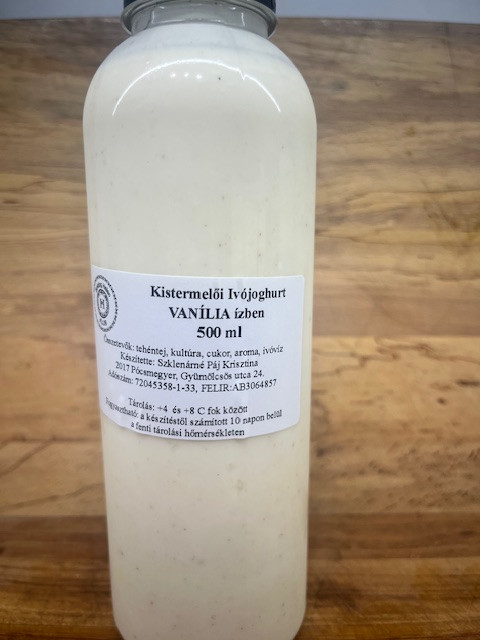 Kistermelői Ivójoghurt
VANÍLIA ízben
500 ml
Összetevők: tehéntej, kultúra, cukor, aroma, ivóvíz
Készítette: Szklenárné Páj Krisztina
2017 Pócsmegyer, Gyümölcsös utca 24.
Adószám: 72045358-1-33, FELIR:AB3064857
Tárolás: +4 és +8 C fok között
Fogyasztható: a készítéstől számított 10 napon belül
a fenti tárolási hőmérsékleten